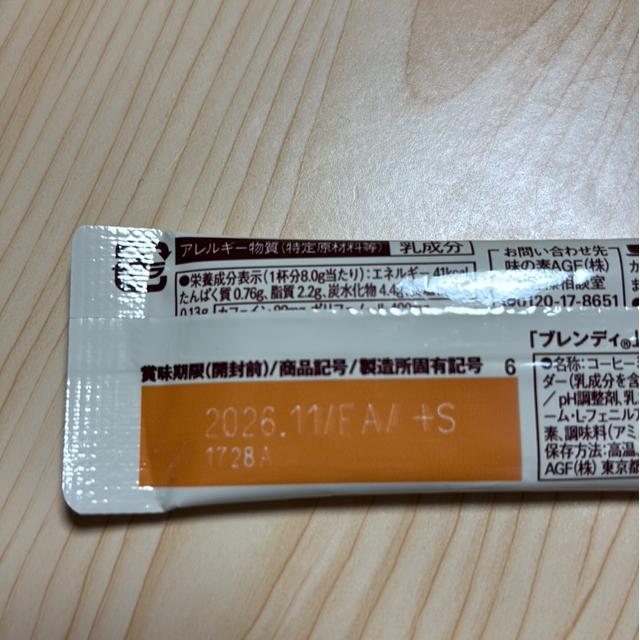 アレルギー物質(特定原材料等) 乳成分
●栄養成分表示(1杯分8.0g当たり):エネルギー 41kcal
たんぱく質 0.76g、脂質 2.2g、炭水化物 4.4g
0.13g
お問い合わせ先
味の素AGF(株)
相談室
0120-17-8651
「ブレンディ®」
賞味期限(開封前)/商品記号/製造所固有記号 6
2026.11/FA/ +S
1728A
●名称:コーヒー
ダー(乳成分を含
/pH調整剤、乳
ーム・L-フェニル
素、調味料(アミ
保存方法:高温、
AGF(株) 東京都